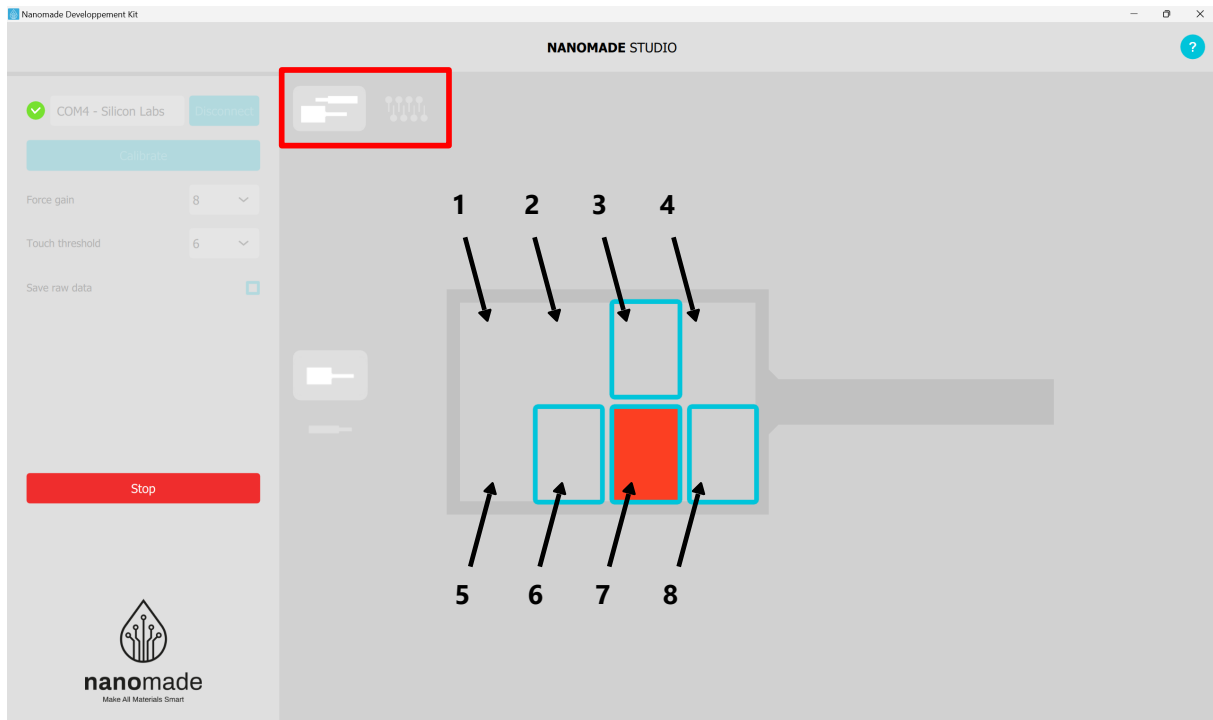 Nanomade Developpement Kit
NANOMADE STUDIO
?
COM4 - Silicon Labs
Disconnect
Calibrate
Force gain
8
Touch threshold
6
Save raw data
Stop
1 2 3 4
5 6 7 8
nanomade
Make All Materials Smart